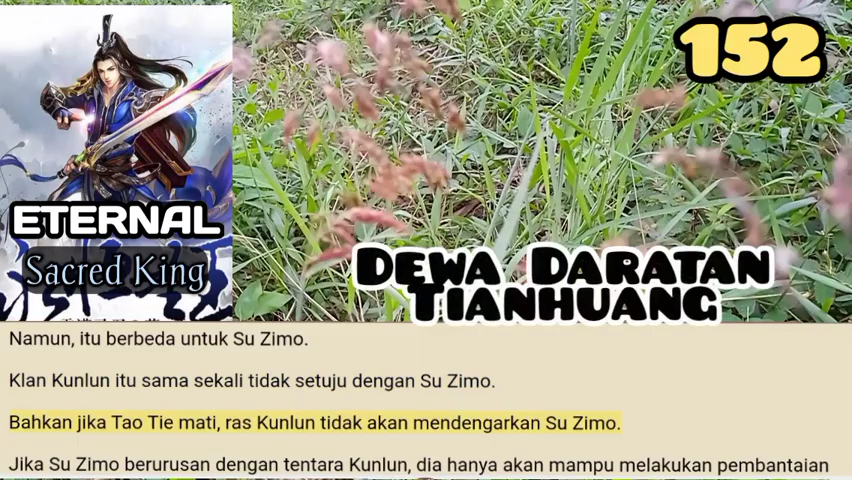 152
ETERNAL
Sacred King
DEWA DARATAN
TIANHUANG
Namun, itu berbeda untuk Su Zimo.
Klan Kunlun itu sama sekali tidak setuju dengan Su Zimo.
Bahkan jika Tao Tie mati, ras Kunlun tidak akan mendengarkan Su Zimo.
Jika Su Zimo berurusan dengan tentara Kunlun, dia hanya akan mampu melakukan pembantaian